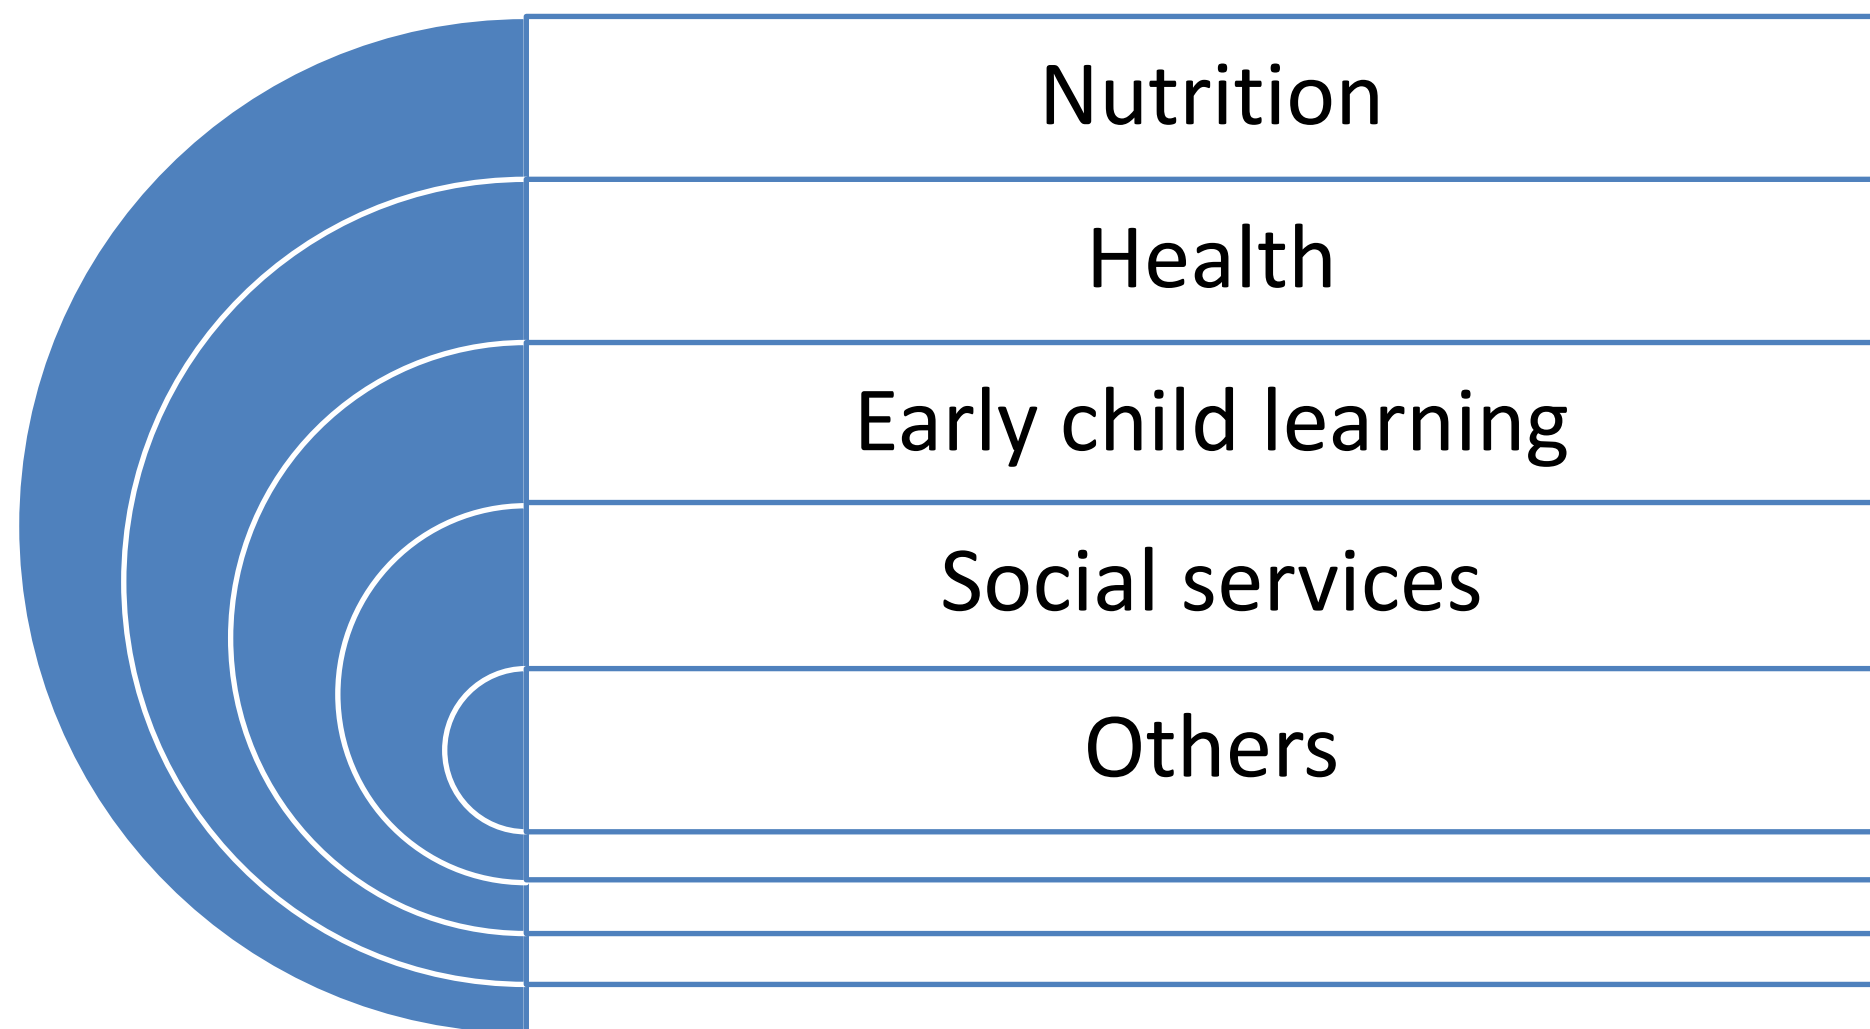 Nutrition
Health
Early child learning
Social services
Others